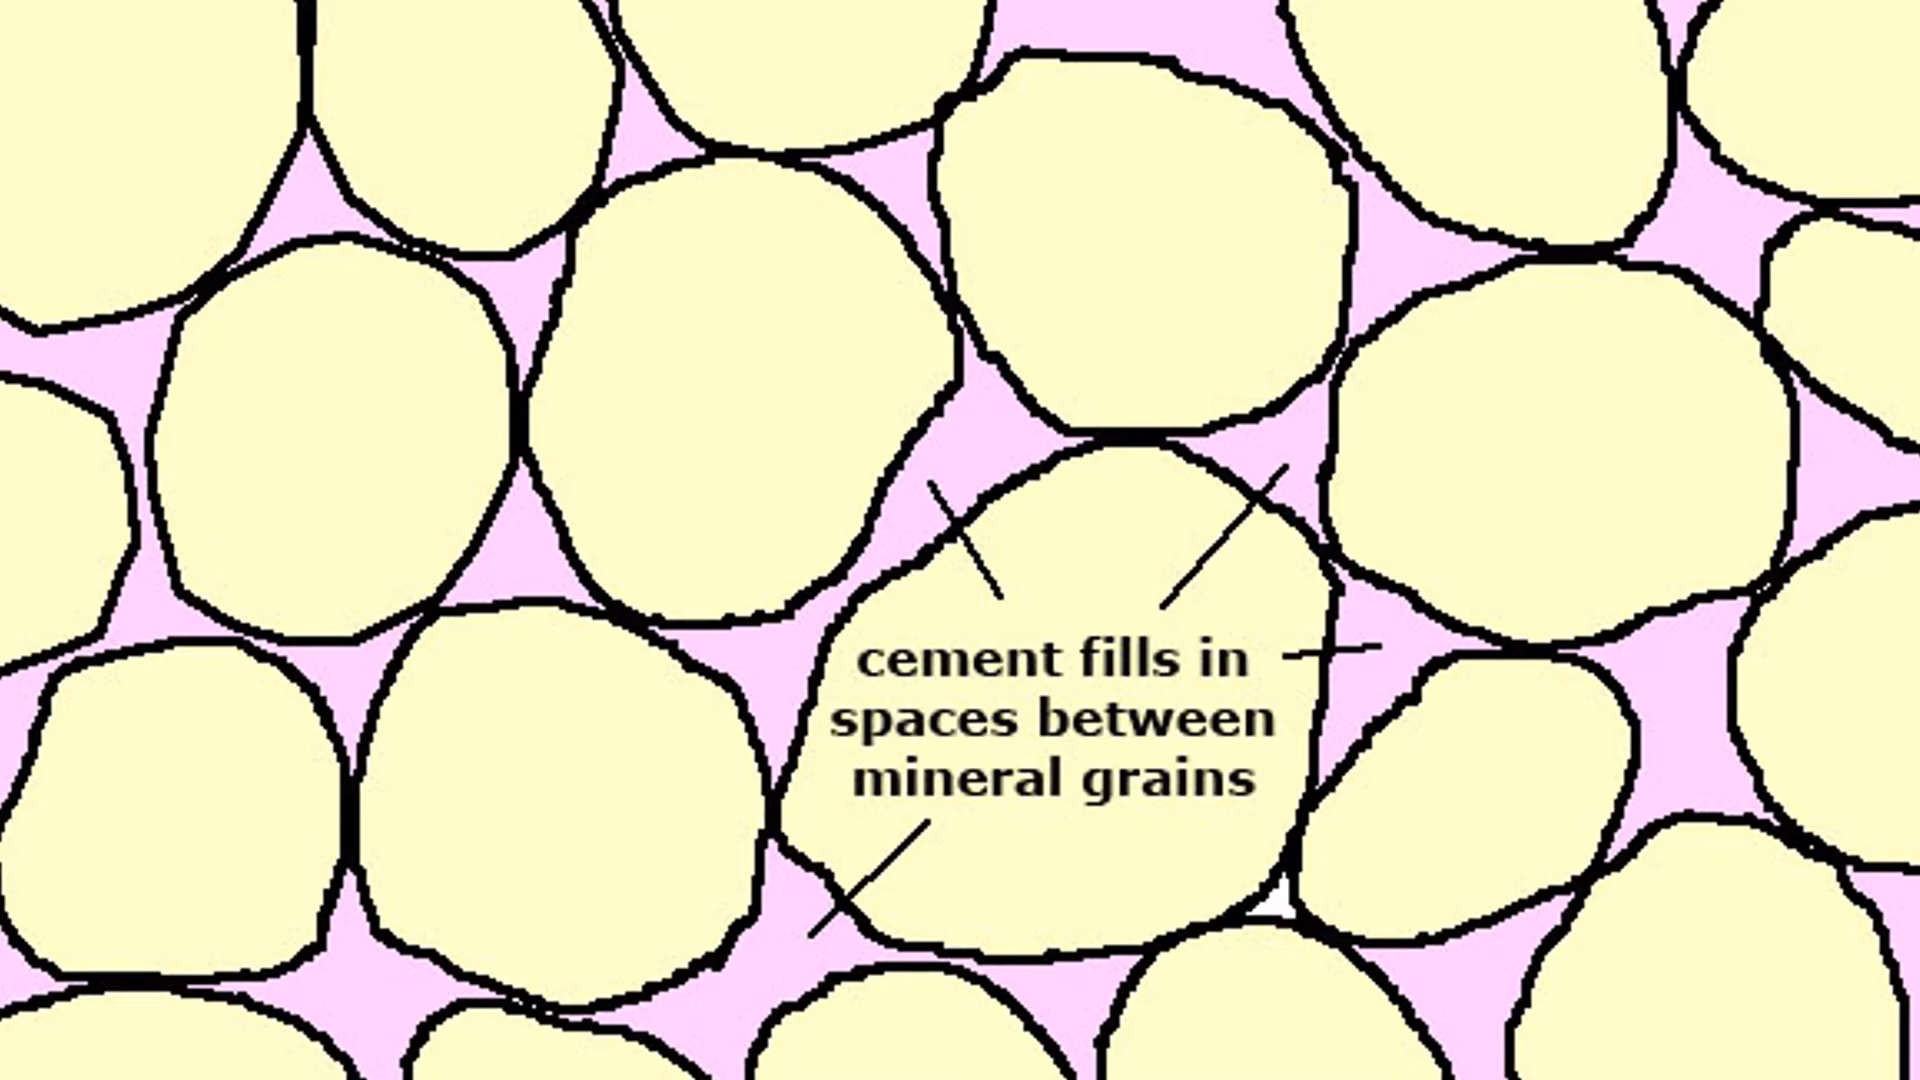 cement fills in
spaces between
mineral grains